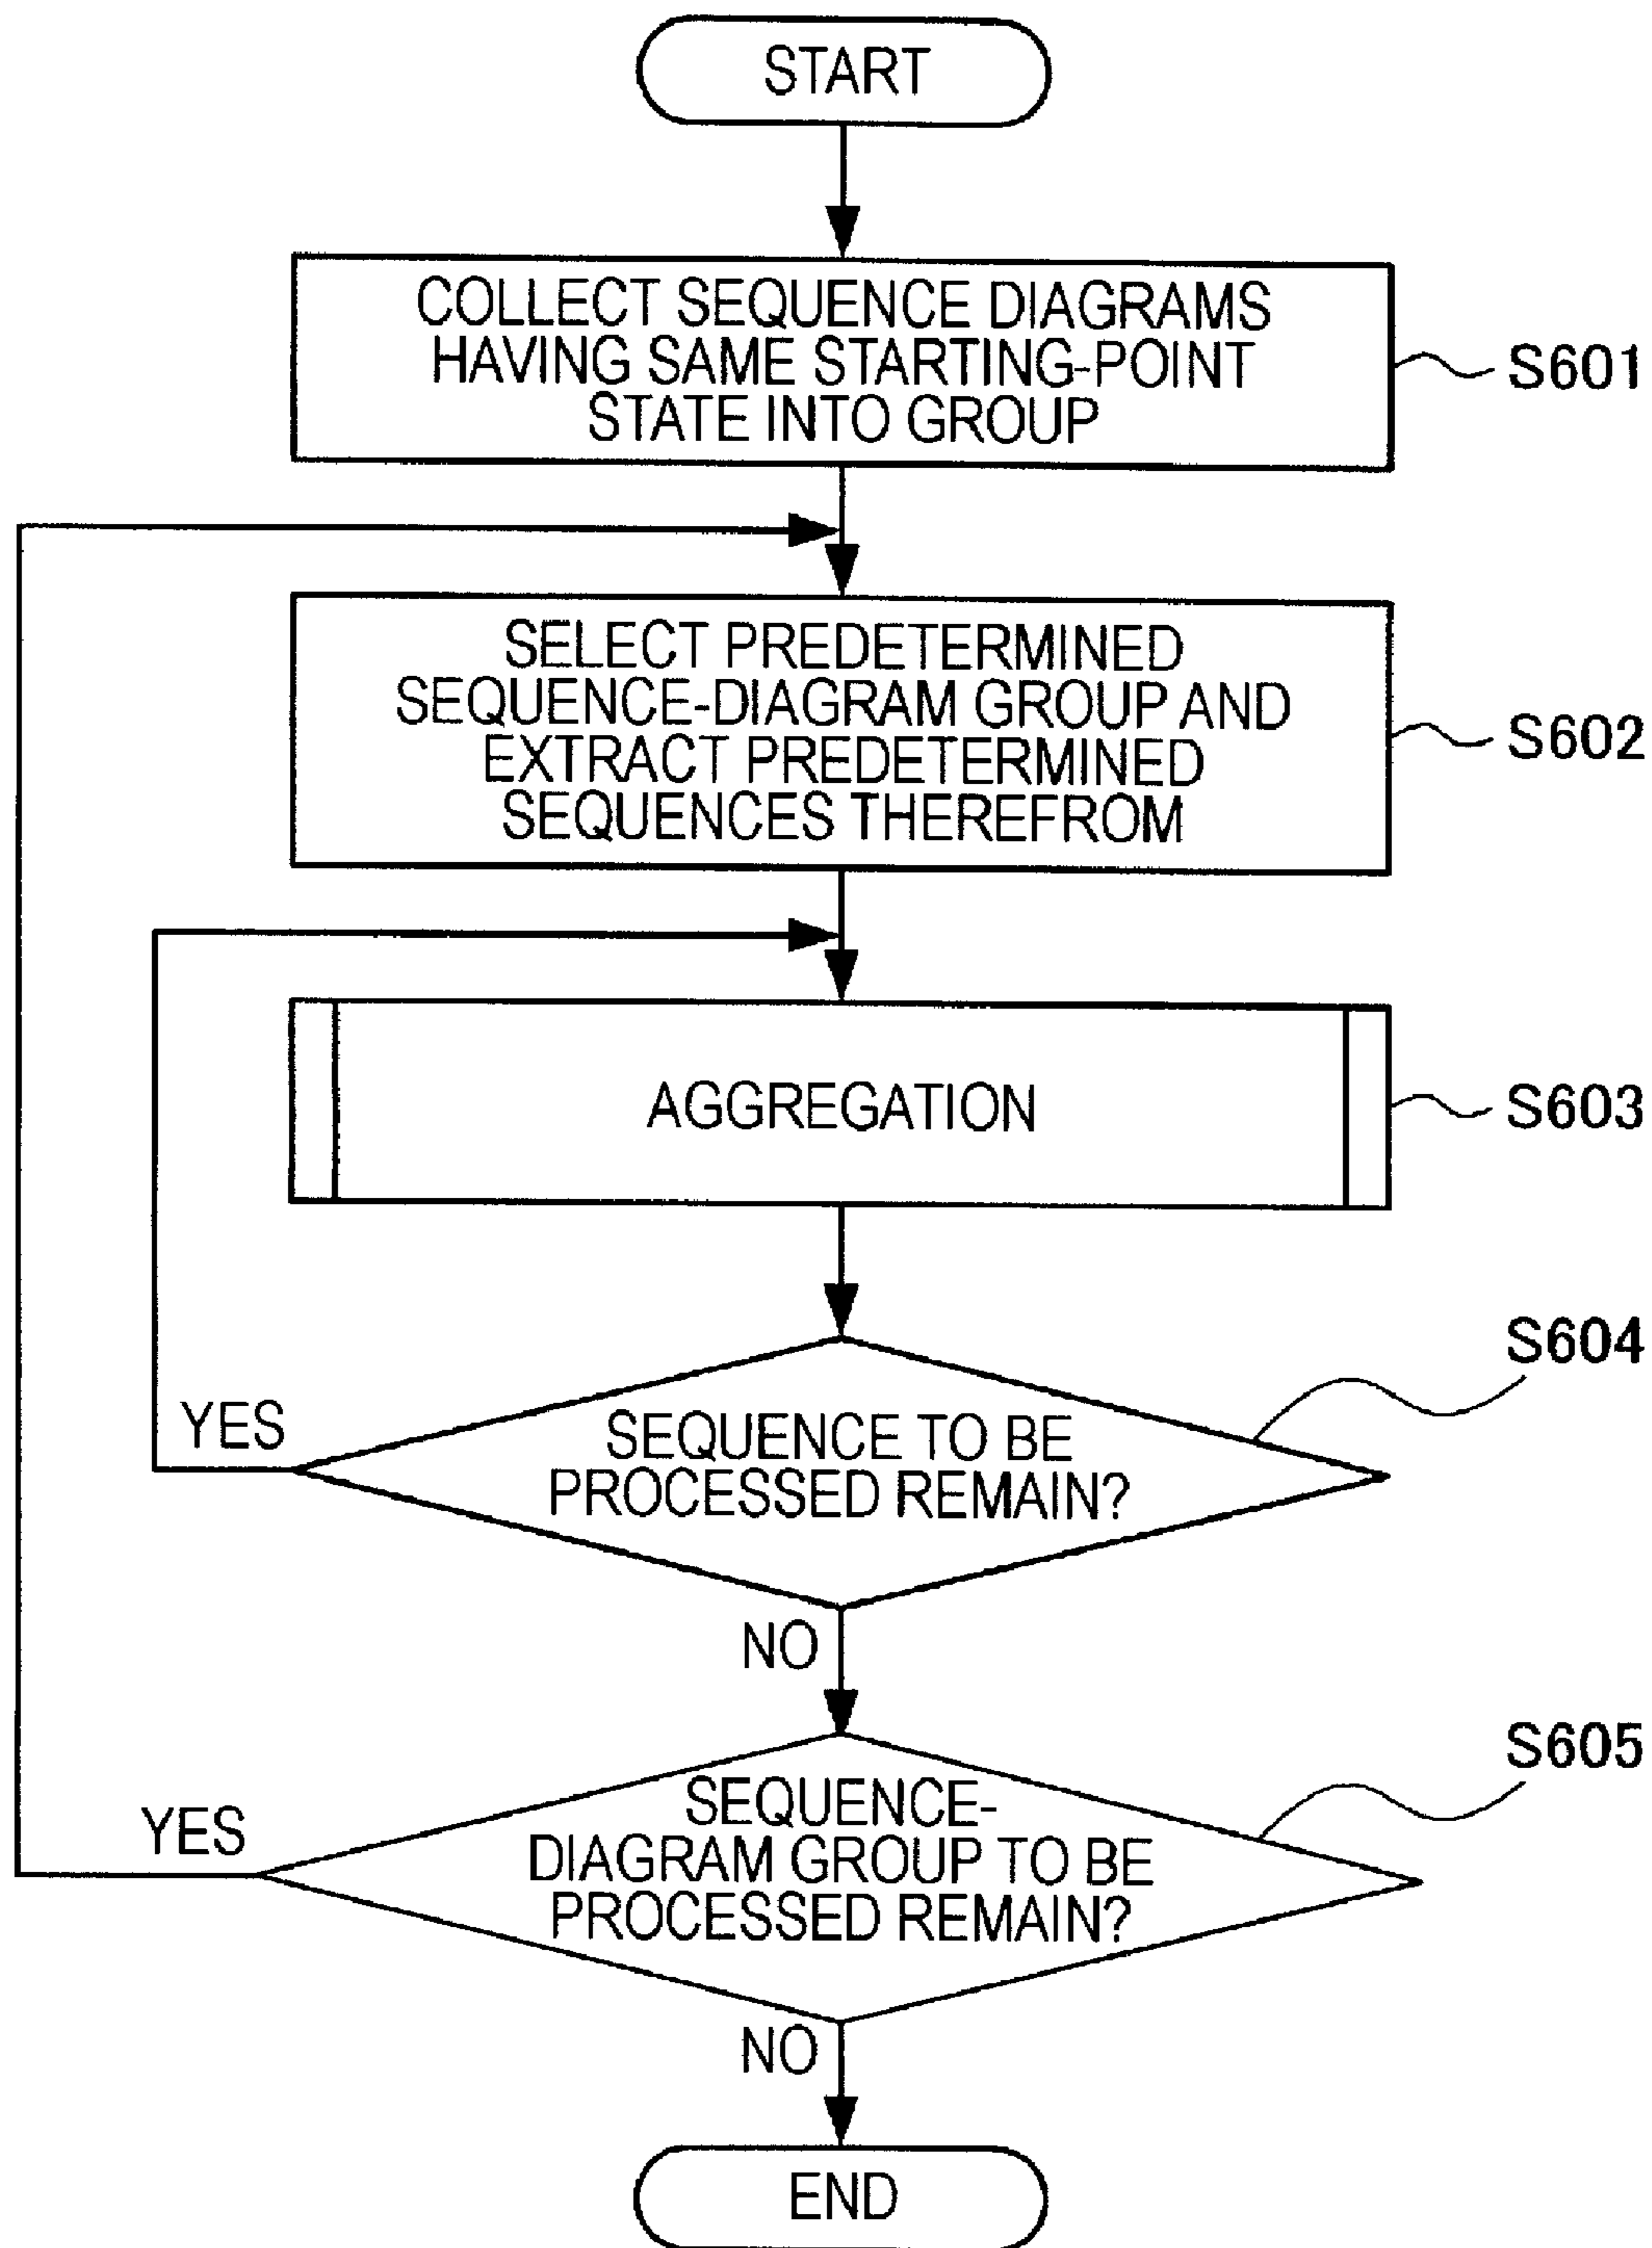 START
COLLECT SEQUENCE DIAGRAMS
HAVING SAME STARTING-POINT
STATE INTO GROUP
S601
SELECT PREDETERMINED
SEQUENCE-DIAGRAM GROUP AND
EXTRACT PREDETERMINED
SEQUENCES THEREFROM
S602
AGGREGATION
S603
S604
YES
SEQUENCE TO BE
PROCESSED REMAIN?
NO
S605
YES
SEQUENCE-
DIAGRAM GROUP TO BE
PROCESSED REMAIN?
NO
END